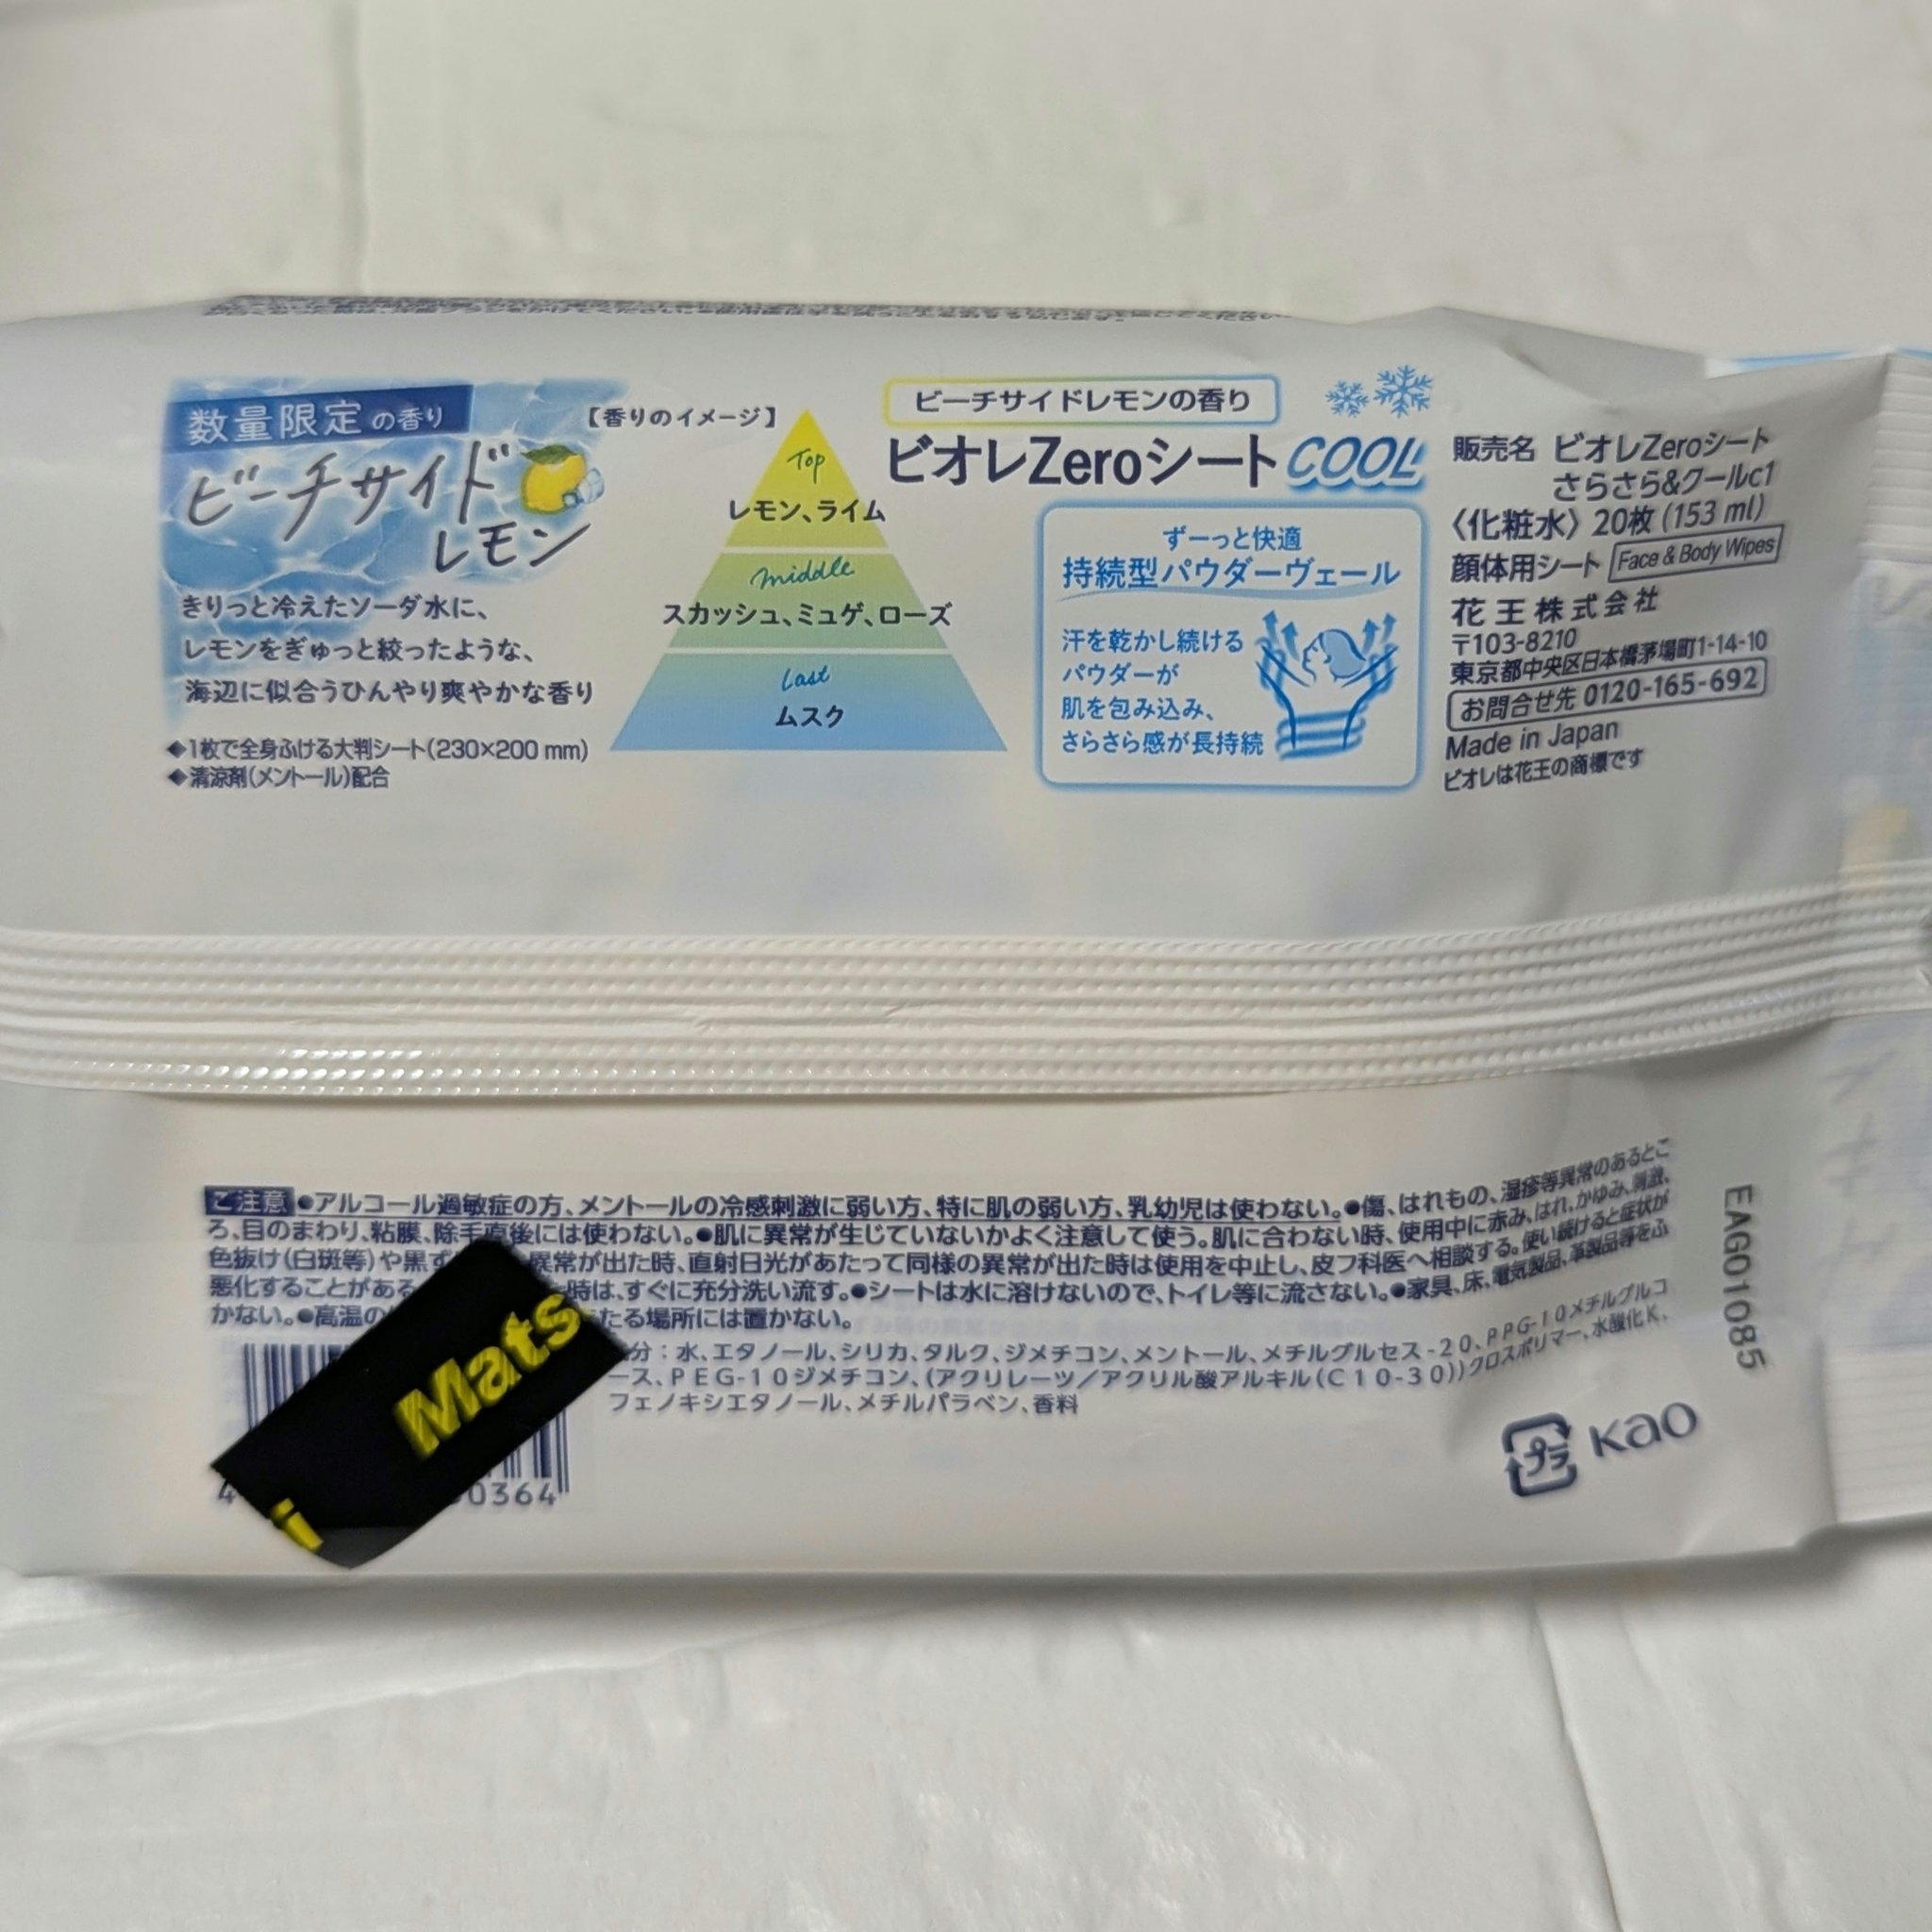 数量限定の香り
ビーチサイド
レモン
きりっと冷えたソーダ水に、
レモンをぎゅっと絞ったような、
海辺に似合うひんやり爽やかな香り
◆1枚で全身ふける大判シート(230×200 mm)
◆清涼剤(メントール)配合
【香りのイメージ】
Top
レモン、ライム
middle
スカッシュ、ミュゲ、ローズ
Last
ムスク
ビーチサイドレモンの香り
ビオレZeroシートCOOL
ずーっと快適
持続型パウダーヴェール
汗を乾かし続ける
パウダーが
肌を包み込み、
さらさら感が長持続
販売名 ビオレZeroシート
さらさら&クールc1
〈化粧水〉20枚(153 ml)
顔体用シート Face & Body Wipes
花王株式会社
〒103-8210
東京都中央区日本橋茅場町1-14-10
お問合せ先 0120-165-692
Made in Japan
ビオレは花王の商標です
ご注意 ●アルコール過敏症の方、メントールの冷感刺激に弱い方、特に肌の弱い方、乳幼児は使わない。●傷、はれもの、湿疹等異常のあるとこ
ろ、目のまわり、粘膜、除毛直後には使わない。●肌に異常が生じていないかよく注意して使う。肌に合わない時、使用中に赤み、はれ、かゆみ、刺激、
色抜け(白斑等)や黒ず 異常が出た時、直射日光があたって同様の異常が出た時は使用を中止し、皮フ科医へ相談する。使い続けると症状が
悪化することがある 時は、すぐに充分洗い流す。●シートは水に溶けないので、トイレ等に流さない。●家具、床、電気製品、革製品等をふ
かない。●高温の たる場所には置かない。
分：水、エタノール、シリカ、タルク、ジメチコン、メントール、メチルグルセス-20、PPG-10メチルグルコ
ース、PEG-10ジメチコン、(アクリレーツ/アクリル酸アルキル(C10-30))クロスポリマー、水酸化K、
フェノキシエタノール、メチルパラベン、香料
Mats
i
4 0364
プラ
Kao
EAG01085